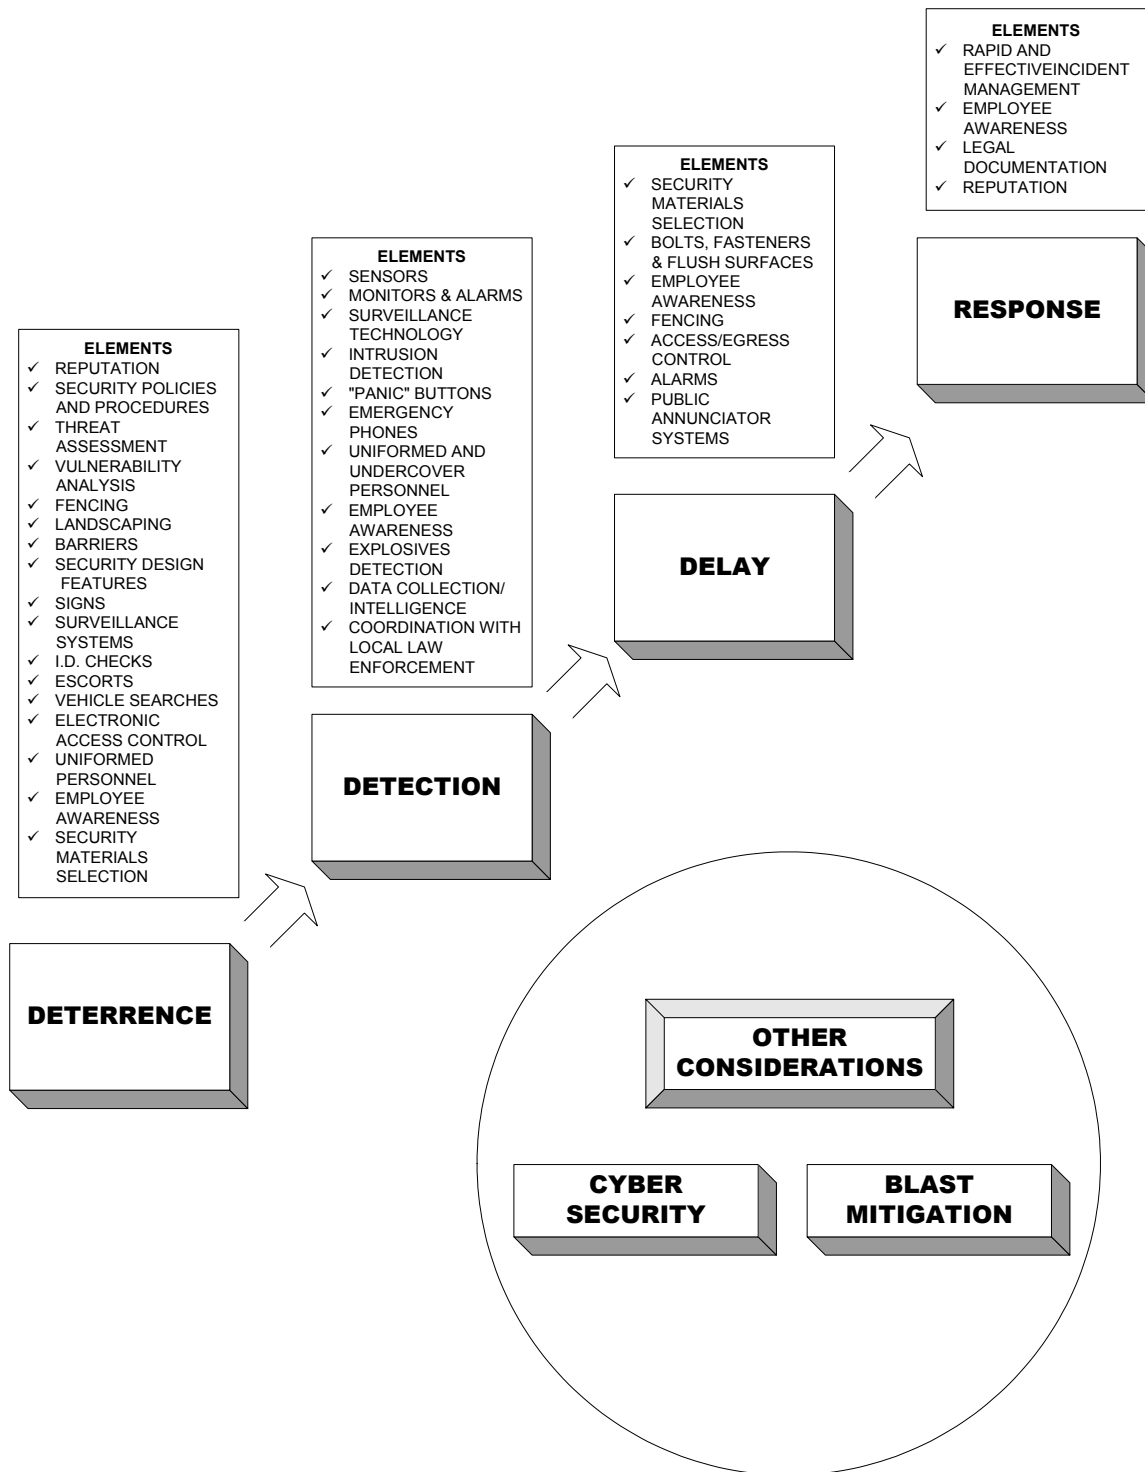 ELEMENTS
✓ REPUTATION
✓ SECURITY POLICIES
AND PROCEDURES
✓ THREAT
ASSESSMENT
✓ VULNERABILITY
ANALYSIS
✓ FENCING
✓ LANDSCAPING
✓ BARRIERS
✓ SECURITY DESIGN
FEATURES
✓ SIGNS
✓ SURVEILLANCE
SYSTEMS
✓ I.D. CHECKS
✓ ESCORTS
✓ VEHICLE SEARCHES
✓ ELECTRONIC
ACCESS CONTROL
✓ UNIFORMED
PERSONNEL
✓ EMPLOYEE
AWARENESS
✓ SECURITY
MATERIALS
SELECTION
DETERRENCE
ELEMENTS
✓ SENSORS
✓ MONITORS & ALARMS
✓ SURVEILLANCE
TECHNOLOGY
✓ INTRUSION
DETECTION
✓ "PANIC" BUTTONS
✓ EMERGENCY
PHONES
✓ UNIFORMED AND
UNDERCOVER
PERSONNEL
✓ EMPLOYEE
AWARENESS
✓ EXPLOSIVES
DETECTION
✓ DATA COLLECTION/
INTELLIGENCE
✓ COORDINATION WITH
LOCAL LAW
ENFORCEMENT
DETECTION
ELEMENTS
✓ SECURITY
MATERIALS
SELECTION
✓ BOLTS, FASTENERS
& FLUSH SURFACES
✓ EMPLOYEE
AWARENESS
✓ FENCING
✓ ACCESS/EGRESS
CONTROL
✓ ALARMS
✓ PUBLIC
ANNUNCIATOR
SYSTEMS
DELAY
ELEMENTS
✓ RAPID AND
EFFECTIVEINCIDENT
MANAGEMENT
✓ EMPLOYEE
AWARENESS
✓ LEGAL
DOCUMENTATION
✓ REPUTATION
RESPONSE
OTHER
CONSIDERATIONS
CYBER
SECURITY
BLAST
MITIGATION